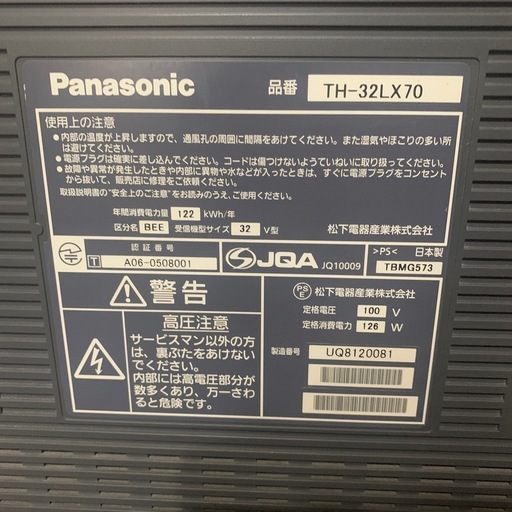 Panasonic 品番 TH-32LX70
使用上の注意
●内部の温度が上昇しますので、通風孔の周囲に間隔をあけてください。また湿気やほこりの多い所
は避けてください。
●電源プラグは確実に差し込んでください。コードは傷つけないようていねいに取り扱ってください。
●故障や異常が発生したときや内部に異物や水などが入ったときは、すぐに電源プラグをコンセント
から抜いて、販売店に修理をご依頼ください。
取扱説明書の"安全上のご注意"をお読みのうえ、ご使用ください。
年間消費電力量 122 kWh/年
区分名 BEE 受信機型サイズ 32 V型 松下電器産業株式会社
認証番号
T A06-0508001
JQA JQ10009
>PS< 日本製
TBMG573
警告
高圧注意
サービスマン以外の方
は、裏ぶたをあけない
でください。
内部には高電圧部分が
数多くあり、万一さわ
ると危険です。
PSE 松下電器産業株式会社
定格電圧 100 V
定格消費電力 126 W
製造番号 UQ8120081